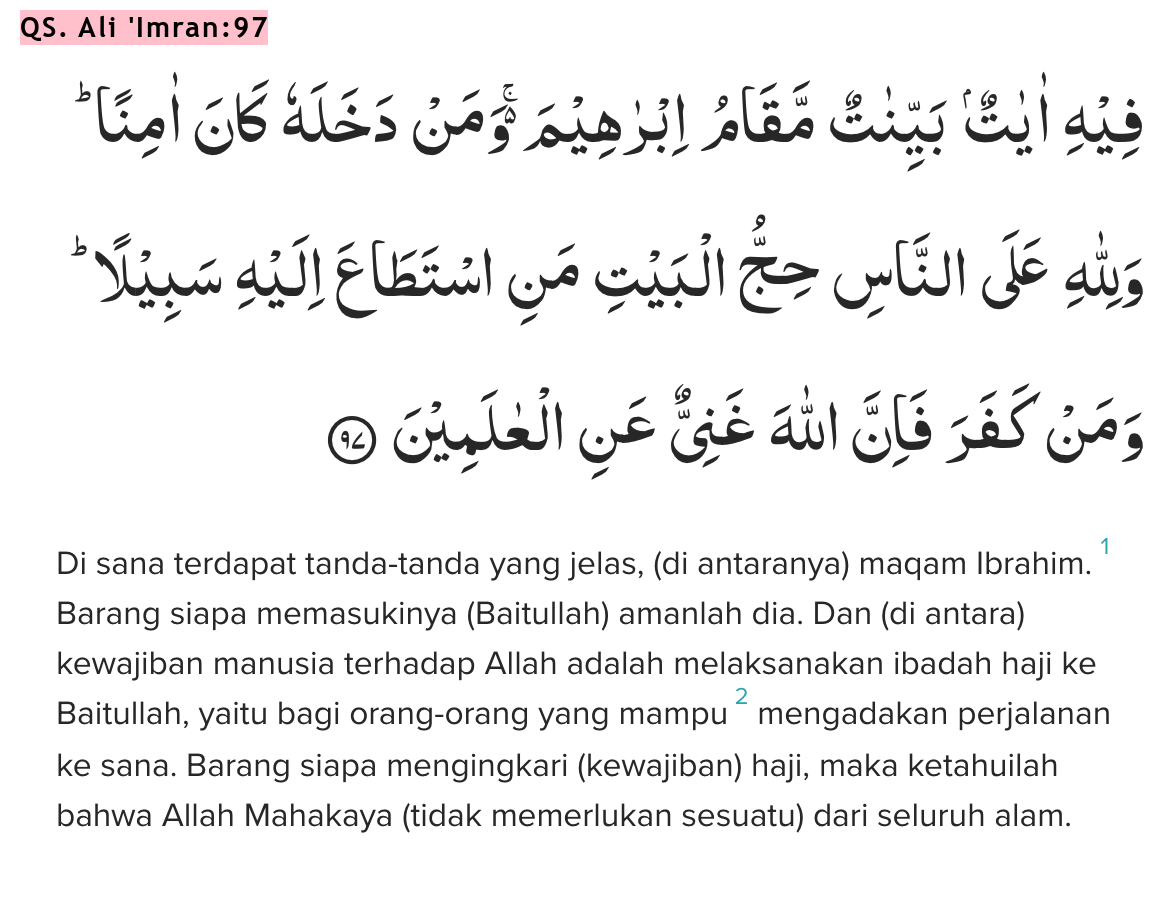 QS. Ali 'Imran:97
فِيْهِ اٰيٰتٌۢ بَيِّنٰتٌ مَّقَامُ اِبْرٰهِيْمَ ەۚ وَمَنْ دَخَلَهٗ كَانَ اٰمِنًا ۗ
وَلِلّٰهِ عَلَى النَّاسِ حِجُّ الْبَيْتِ مَنِ اسْتَطَاعَ اِلَيْهِ سَبِيْلًا ۗ
وَمَنْ كَفَرَ فَاِنَّ اللّٰهَ غَنِيٌّ عَنِ الْعٰلَمِيْنَ ٩٧
Di sana terdapat tanda-tanda yang jelas, (di antaranya) maqam Ibrahim. 1
Barang siapa memasukinya (Baitullah) amanlah dia. Dan (di antara)
kewajiban manusia terhadap Allah adalah melaksanakan ibadah haji ke
Baitullah, yaitu bagi orang-orang yang mampu 2 mengadakan perjalanan
ke sana. Barang siapa mengingkari (kewajiban) haji, maka ketahuilah
bahwa Allah Mahakaya (tidak memerlukan sesuatu) dari seluruh alam.